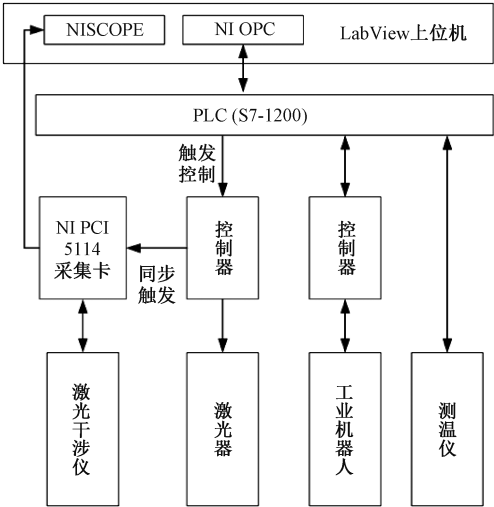 NISCOPE
NI OPC
LabView上位机
PLC (S7-1200)
触发
控制
NI PCI
5114
采集卡
同步
触发
控制器
控制器
激光干涉仪
激光器
工业机器人
测温仪